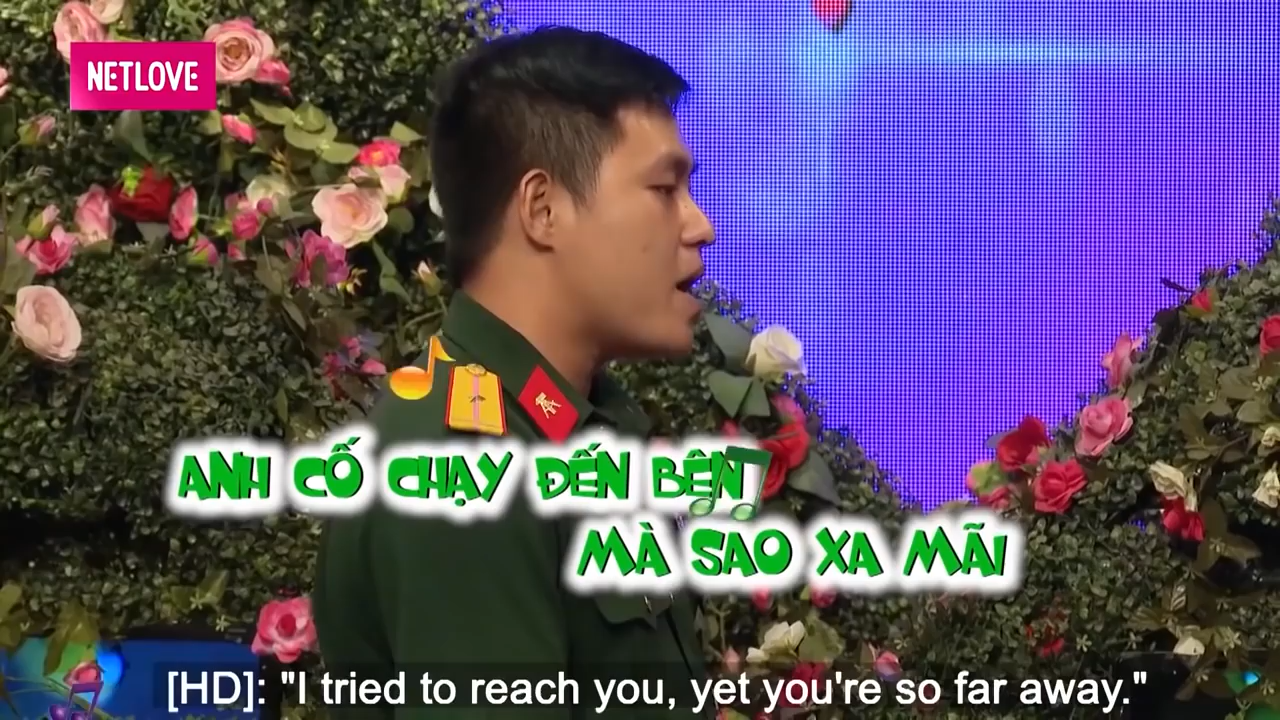 NETLOVE
ANH CỐ CHẠY ĐẾN BÊN
MÀ SAO XA MÃI
[HD]: "I tried to reach you, yet you're so far away."